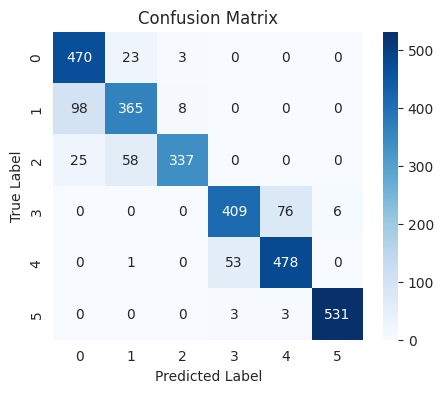 Confusion Matrix
True Label
0 470 23 3 0 0 0
1 98 365 8 0 0 0
2 25 58 337 0 0 0
3 0 0 0 409 76 6
4 0 1 0 53 478 0
5 0 0 0 3 3 531
0 1 2 3 4 5
Predicted Label
500
400
300
200
100
0